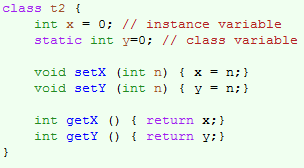 class t2 {
    int x = 0; // instance variable
    static int y=0; // class variable

    void setX (int n) { x = n;}
    void setY (int n) { y = n;}

    int getX () { return x;}
    int getY () { return y;}
}